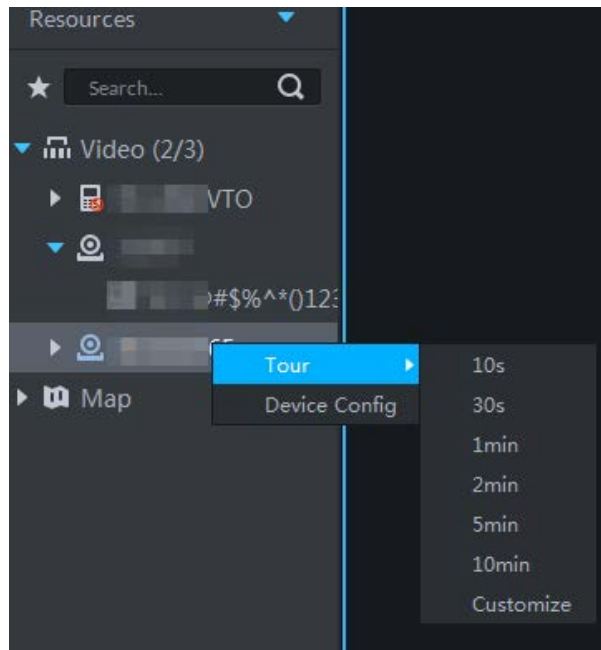 Resources
Search...
Video (2/3)
VTO
#$%^*()123
Tour
10s
Device Config
30s
Map
1min
2min
5min
10min
Customize